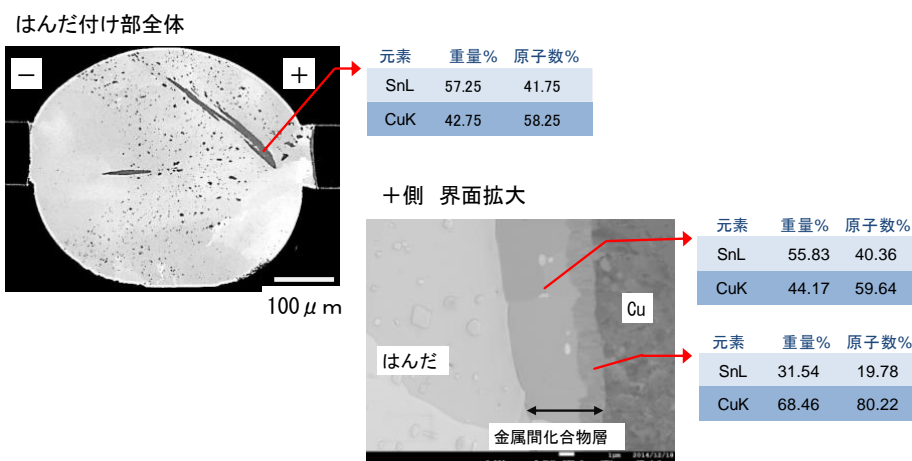 はんだ付け部全体
－
＋
100μm
元素 重量% 原子数%
SnL 57.25 41.75
CuK 42.75 58.25
＋側 界面拡大
はんだ
Cu
金属間化合物層
1μm 2014/12/18
元素 重量% 原子数%
SnL 55.83 40.36
CuK 44.17 59.64
元素 重量% 原子数%
SnL 31.54 19.78
CuK 68.46 80.22